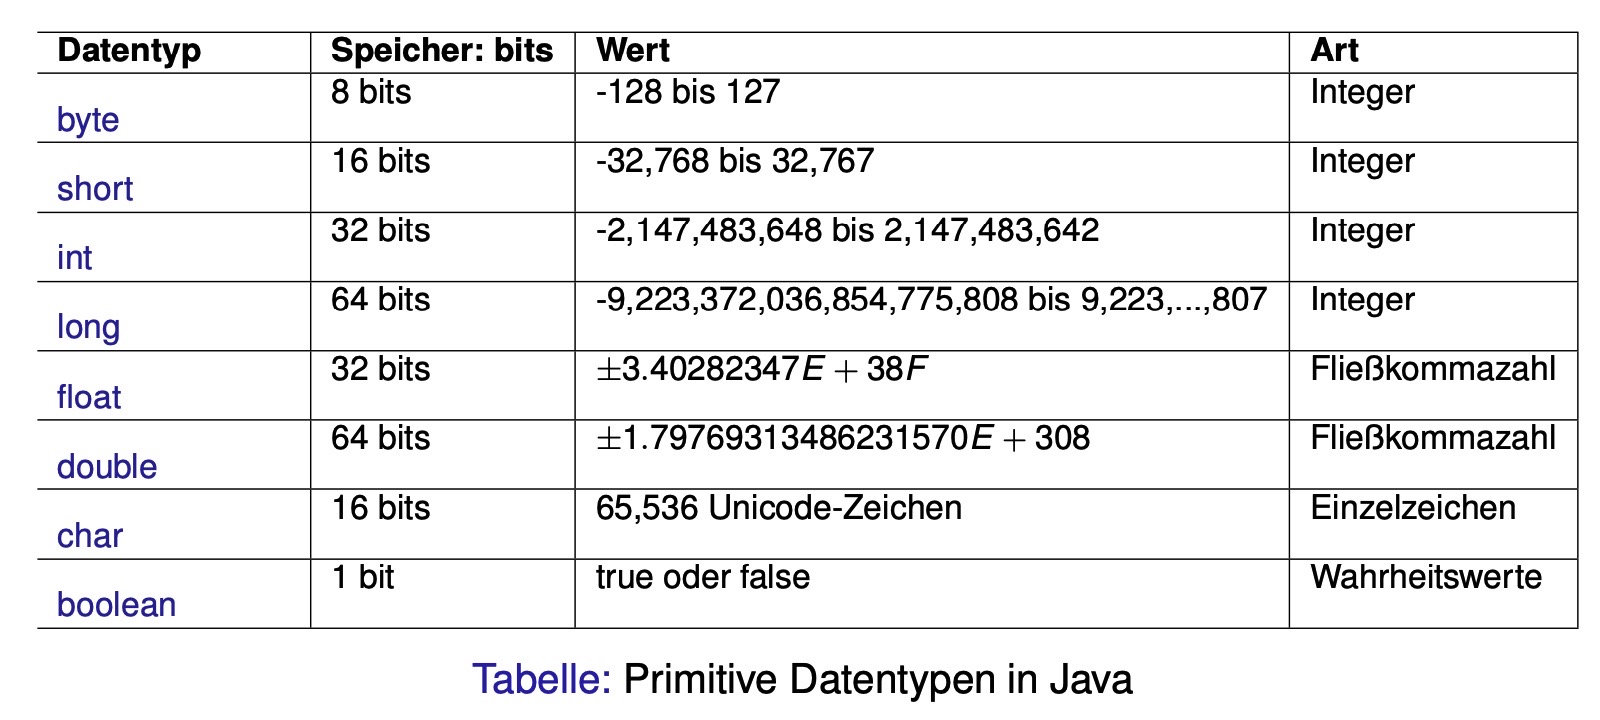 Datentyp Speicher: bits Wert Art
byte 8 bits -128 bis 127 Integer
short 16 bits -32,768 bis 32,767 Integer
int 32 bits -2,147,483,648 bis 2,147,483,642 Integer
long 64 bits -9,223,372,036,854,775,808 bis 9,223,...,807 Integer
float 32 bits ±3.40282347E + 38F Fließkommazahl
double 64 bits ±1.79769313486231570E + 308 Fließkommazahl
char 16 bits 65,536 Unicode-Zeichen Einzelzeichen
boolean 1 bit true oder false Wahrheitswerte
Tabelle: Primitive Datentypen in Java